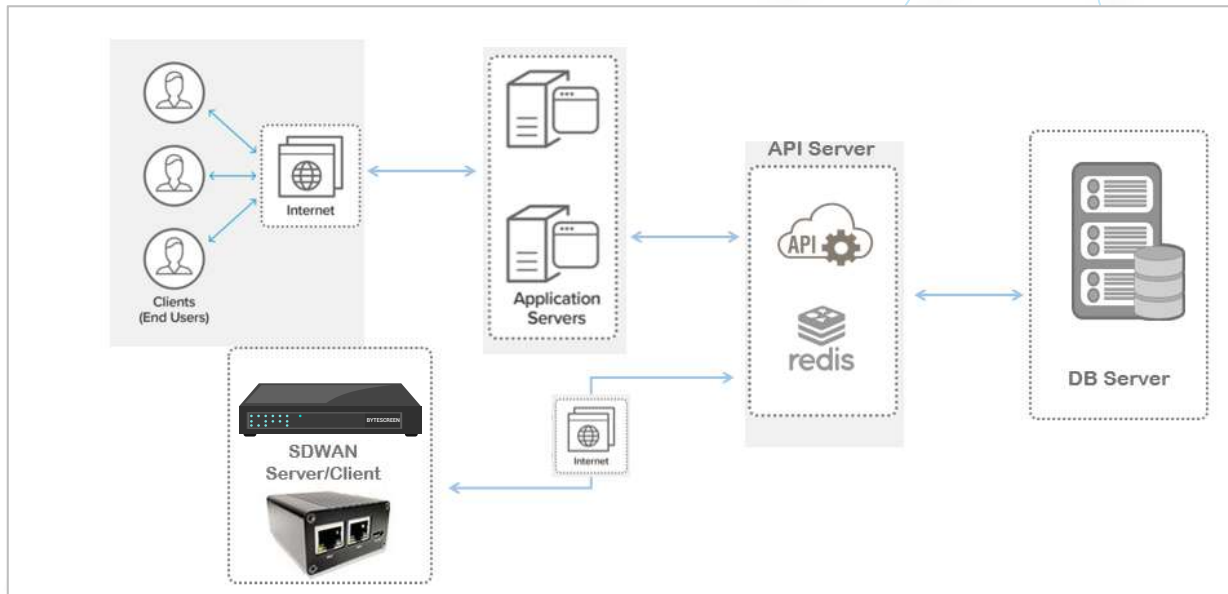 Internet
Clients
(End Users)
Application
Servers
API Server
API
redis
DB Server
BYTESCREEN
SDWAN
Server/Client
Internet